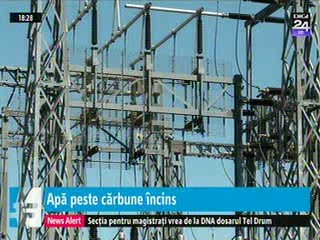 18:28
DIGI
24
HD
Apă peste cărbune încins
News Alert Secția pentru magistrați vrea de la DNA dosarul Tel Drum